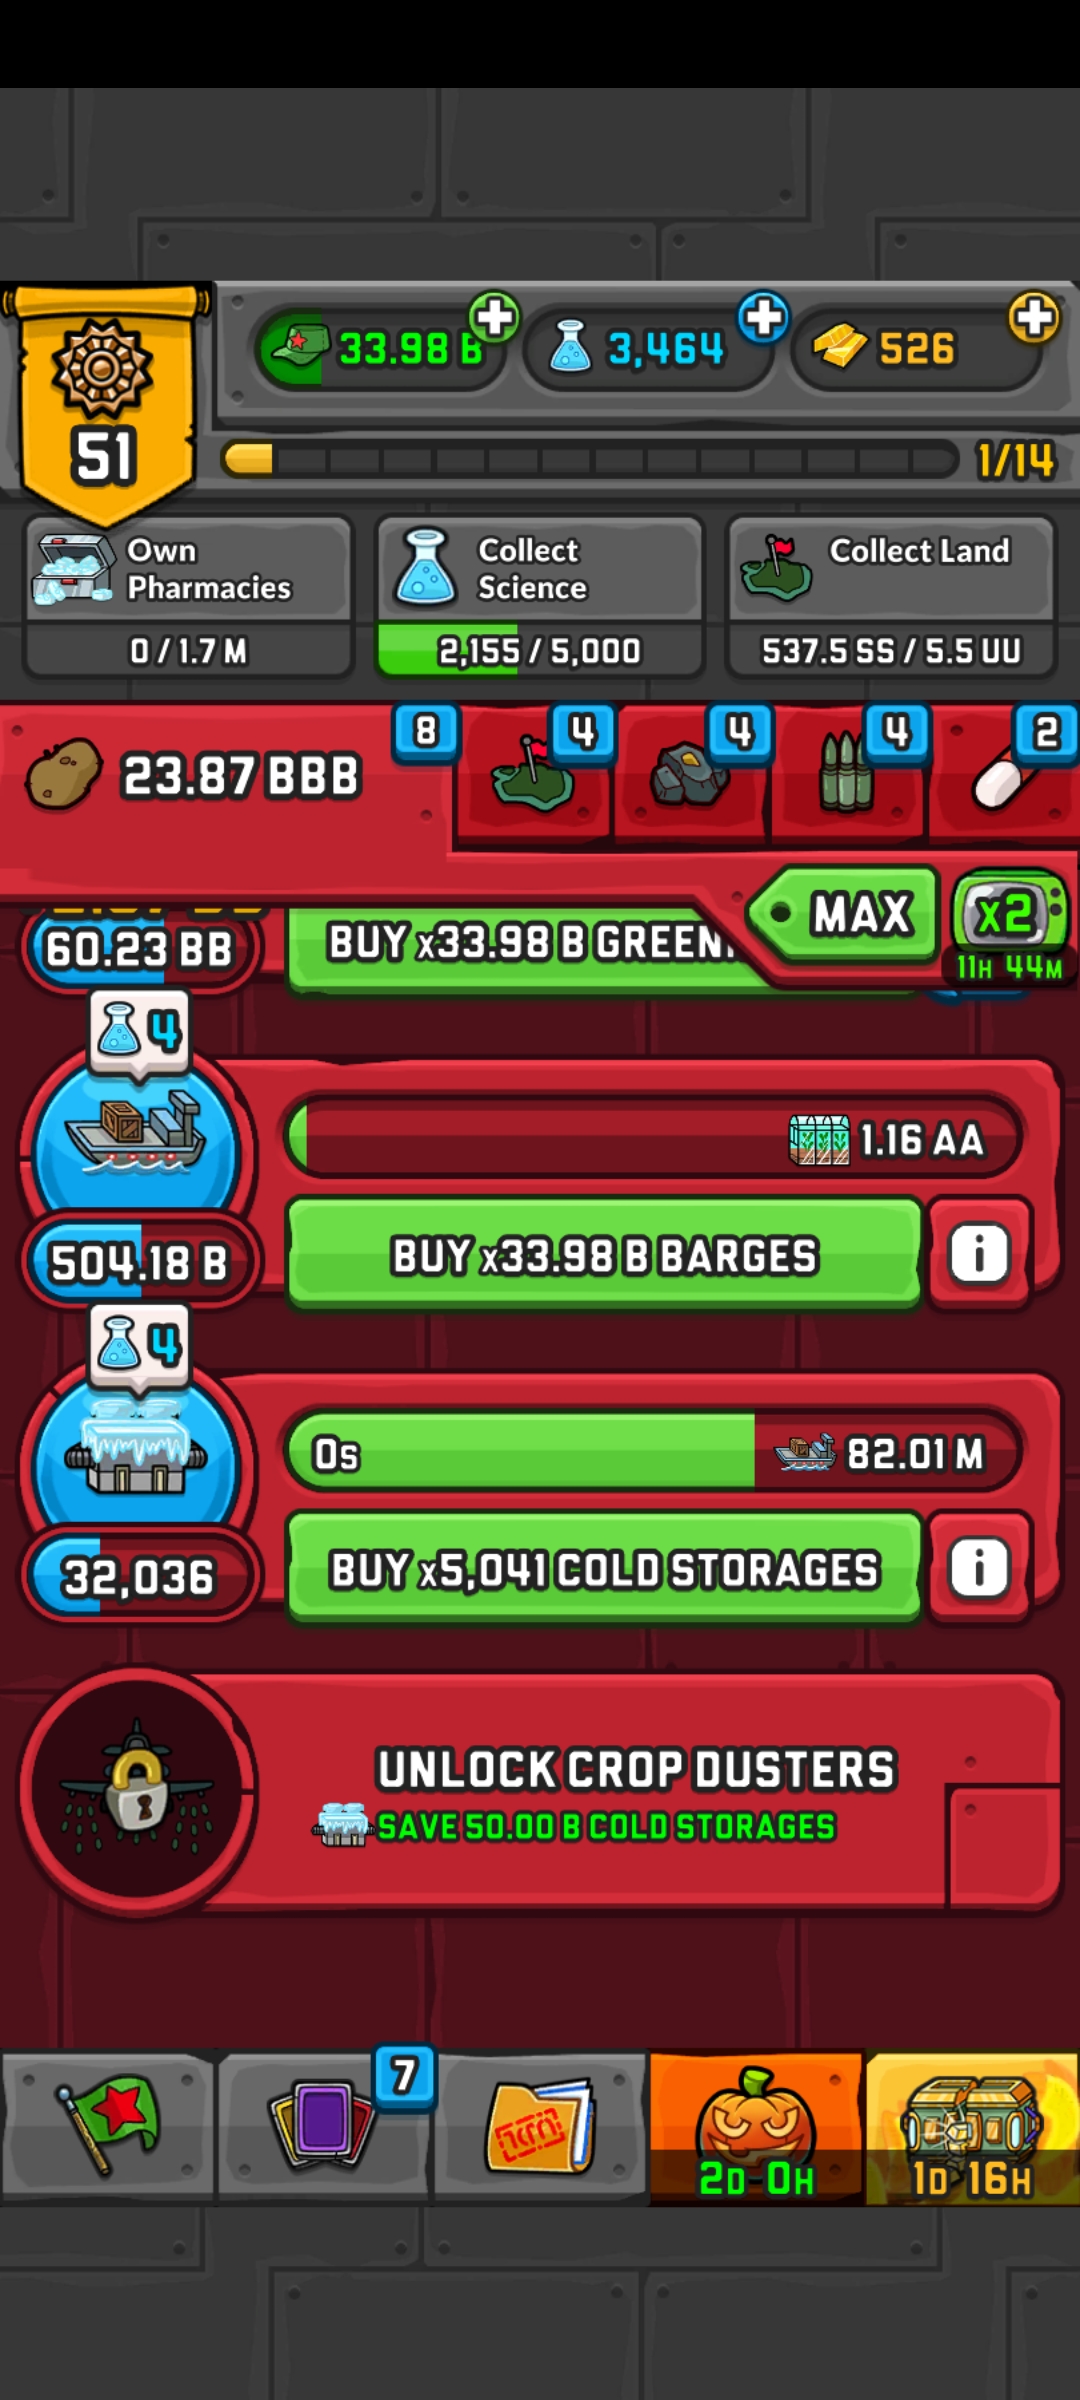 33.98 B
3,464
526
51
1/14
Own
Pharmacies
Collect
Science
Collect Land
0 / 1.7 M
2,155 / 5,000
537.5 SS / 5.5 UU
8
4
4
4
2
23.87 BBB
MAX
x2
11H 44M
60.23 BB
BUY x33.98 B GREEN
4
1.16 AA
504.18 B
BUY x33.98 B BARGES
i
4
0s
82.01 M
32,036
BUY x5,041 COLD STORAGES
i
UNLOCK CROP DUSTERS
SAVE 50.00 B COLD STORAGES
7
2D 0H
1D 16H